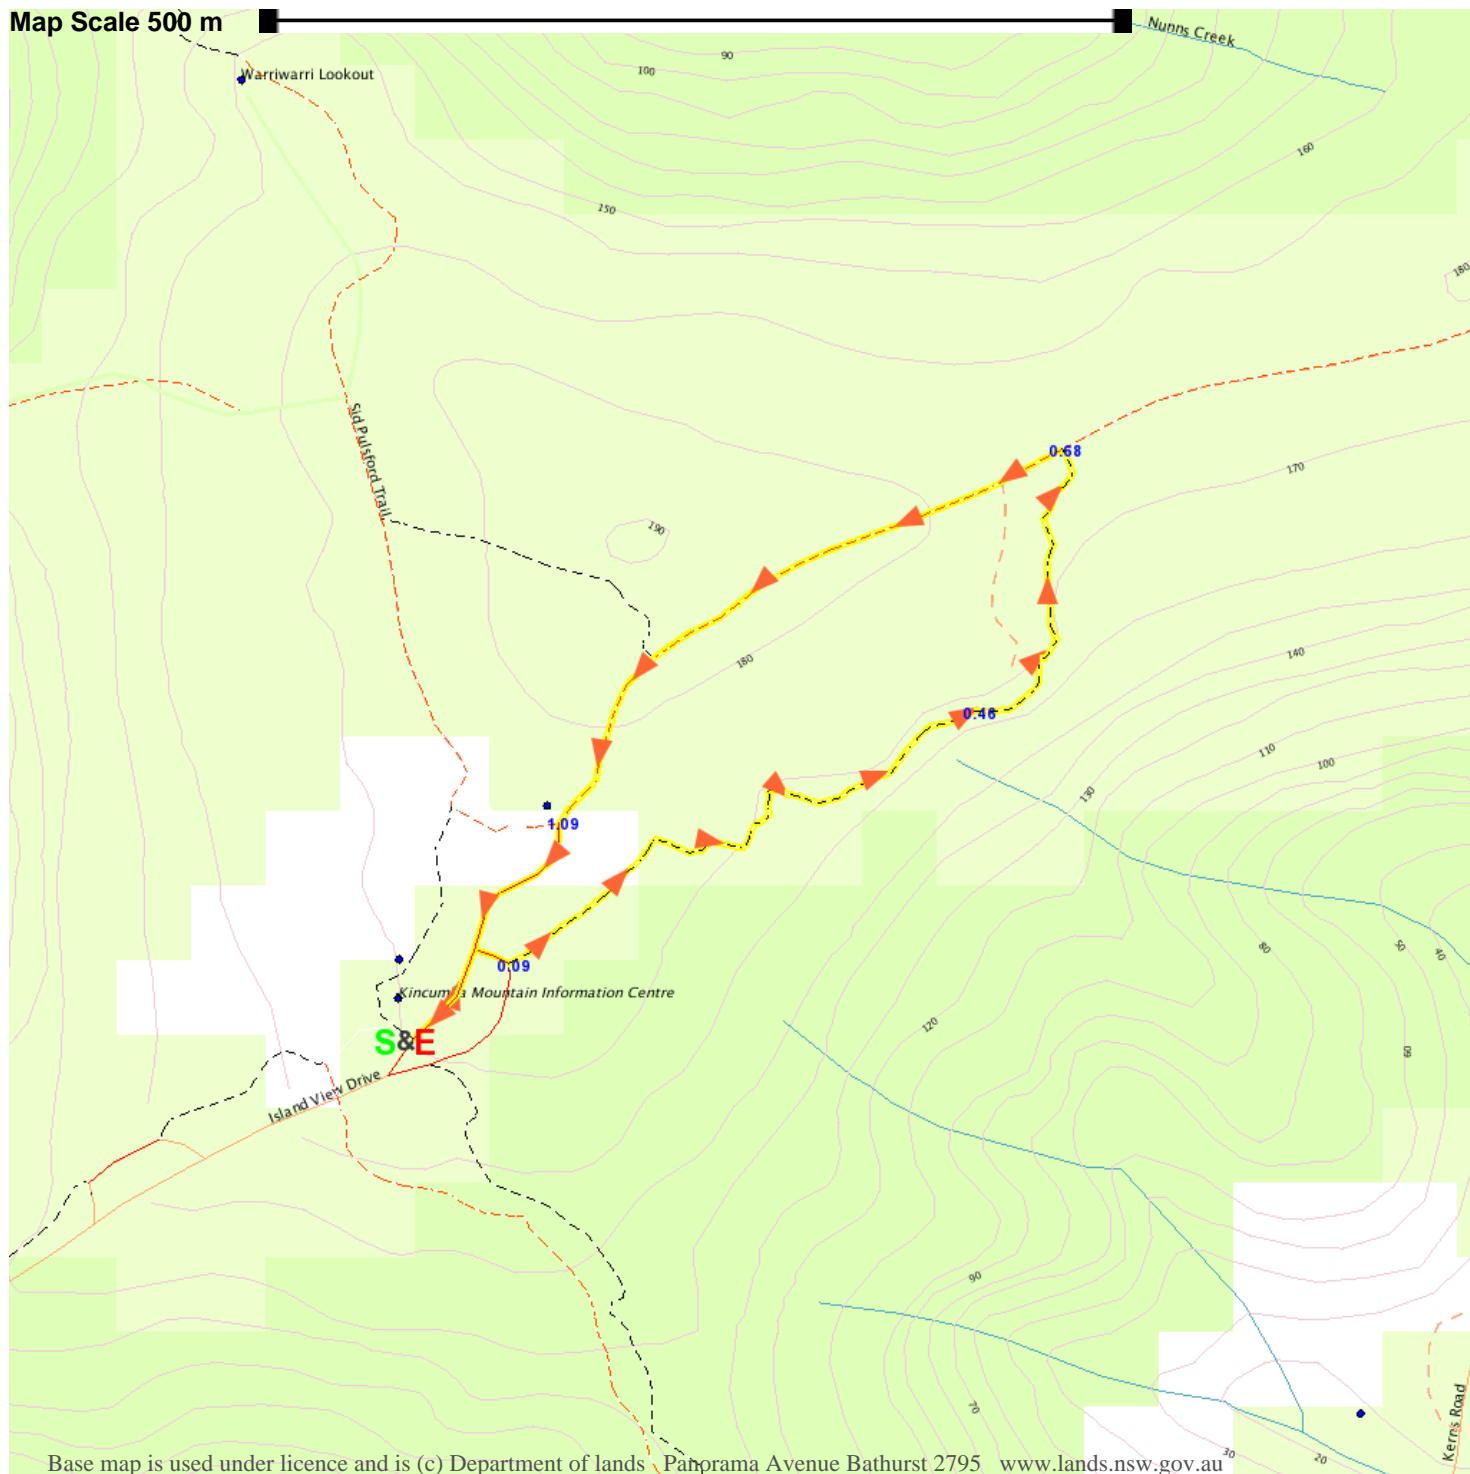 Map Scale 500 m
Nunns Creek
Warriwarri Lookout
90
100
160
150
180
Sid Pulsford Trail
0.68
170
190
180
140
0.46
110
100
130
1.09
80
50
40
0.09
Kincumba Mountain Information Centre
120
60
S&E
Island View Drive
90
70
Kerns Road
30
20
Base map is used under licence and is (c) Department of lands Panorama Avenue Bathurst 2795 www.lands.nsw.gov.au